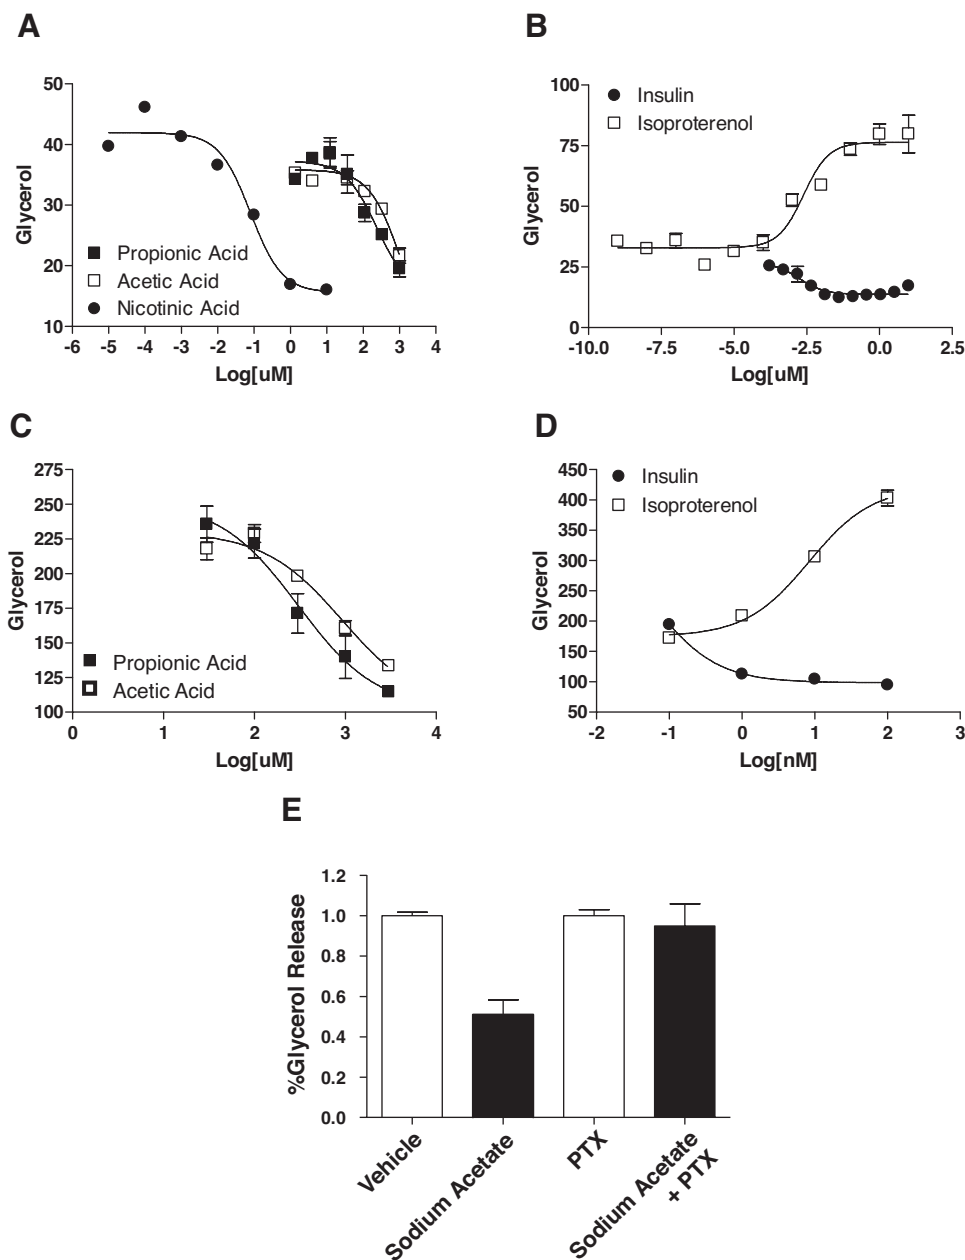 A
50
40
30
20
10
Glycerol
Propionic Acid
Acetic Acid
Nicotinic Acid
-6 -5 -4 -3 -2 -1 0 1 2 3 4
Log[uM]
B
100
75
50
25
0
Glycerol
Insulin
Isoproterenol
-10.0 -7.5 -5.0 -2.5 0.0 2.5
Log[uM]
C
275
250
225
200
175
150
125
100
Glycerol
Propionic Acid
Acetic Acid
0 1 2 3 4
Log[uM]
D
450
400
350
300
250
200
150
100
50
Glycerol
Insulin
Isoproterenol
-2 -1 0 1 2 3
Log[nM]
E
1.2
1.0
0.8
0.6
0.4
0.2
0.0
%Glycerol Release
Vehicle
Sodium Acetate
PTX
Sodium Acetate
+ PTX